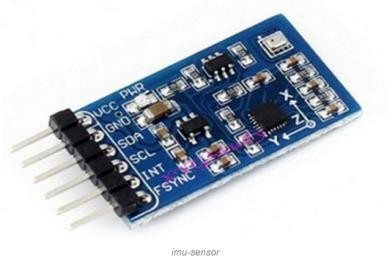 PWR
VCC
GND
SDA
SCL
INT
FSYNC
X
Z
Y
imu-sensor